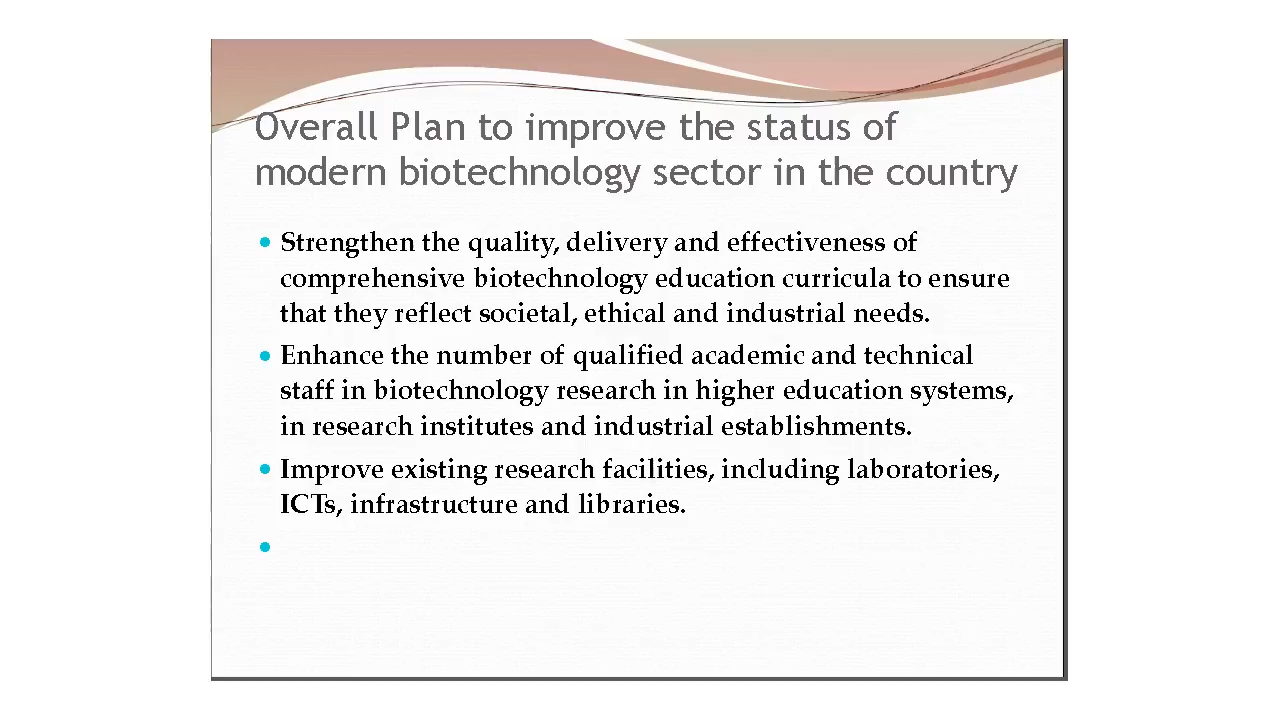 Overall Plan to improve the status of
modern biotechnology sector in the country
• Strengthen the quality, delivery and effectiveness of
comprehensive biotechnology education curricula to ensure
that they reflect societal, ethical and industrial needs.
• Enhance the number of qualified academic and technical
staff in biotechnology research in higher education systems,
in research institutes and industrial establishments.
• Improve existing research facilities, including laboratories,
ICTs, infrastructure and libraries.
•